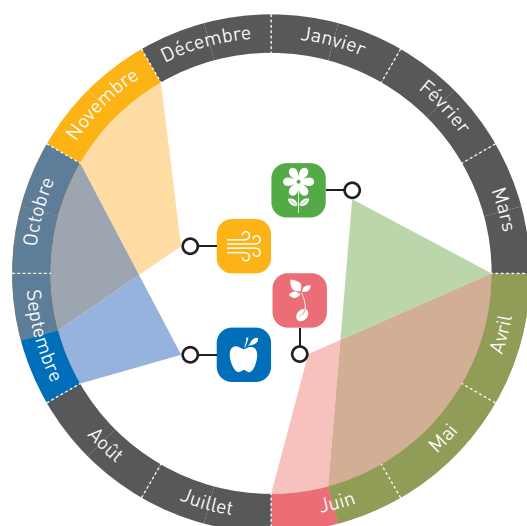 Janvier
Février
Mars
Avril
Mai
Juin
Juillet
Août
Septembre
Octobre
Novembre
Décembre